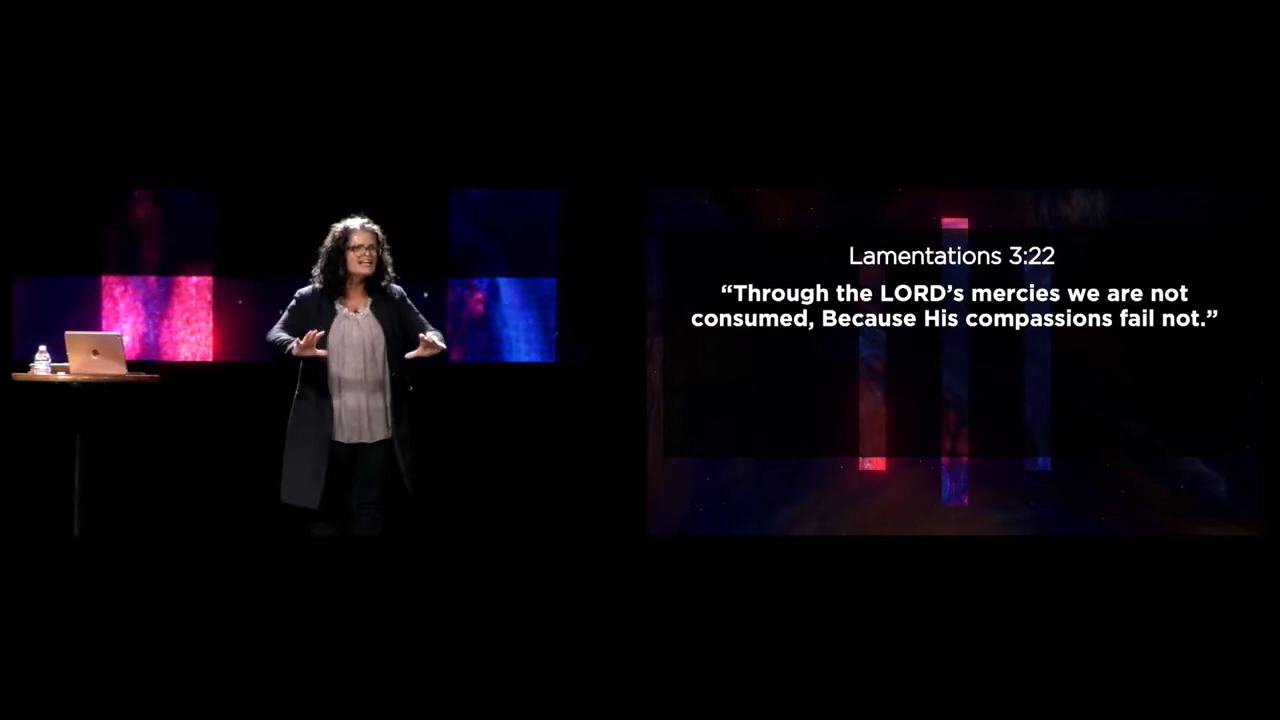 Lamentations 3:22
“Through the LORD’s mercies we are not
consumed, Because His compassions fail not.”